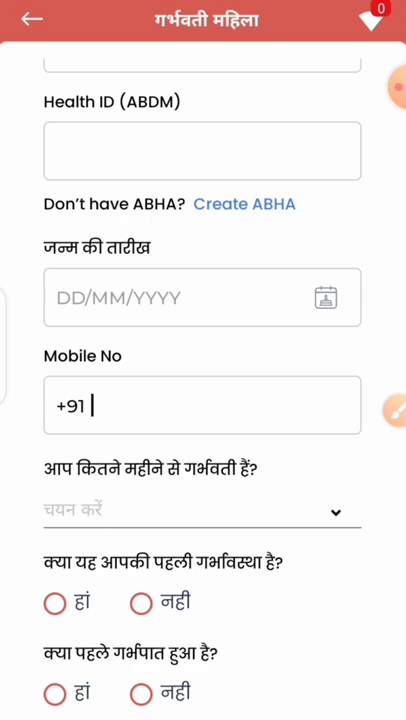 गर्भवती महिला
0
Health ID (ABDM)
Don't have ABHA? Create ABHA
जन्म की तारीख
DD/MM/YYYY
Mobile No
+91
आप कितने महीने से गर्भवती हैं?
चयन करें
क्या यह आपकी पहली गर्भावस्था है?
हां नही
क्या पहले गर्भपात हुआ है?
हां नही